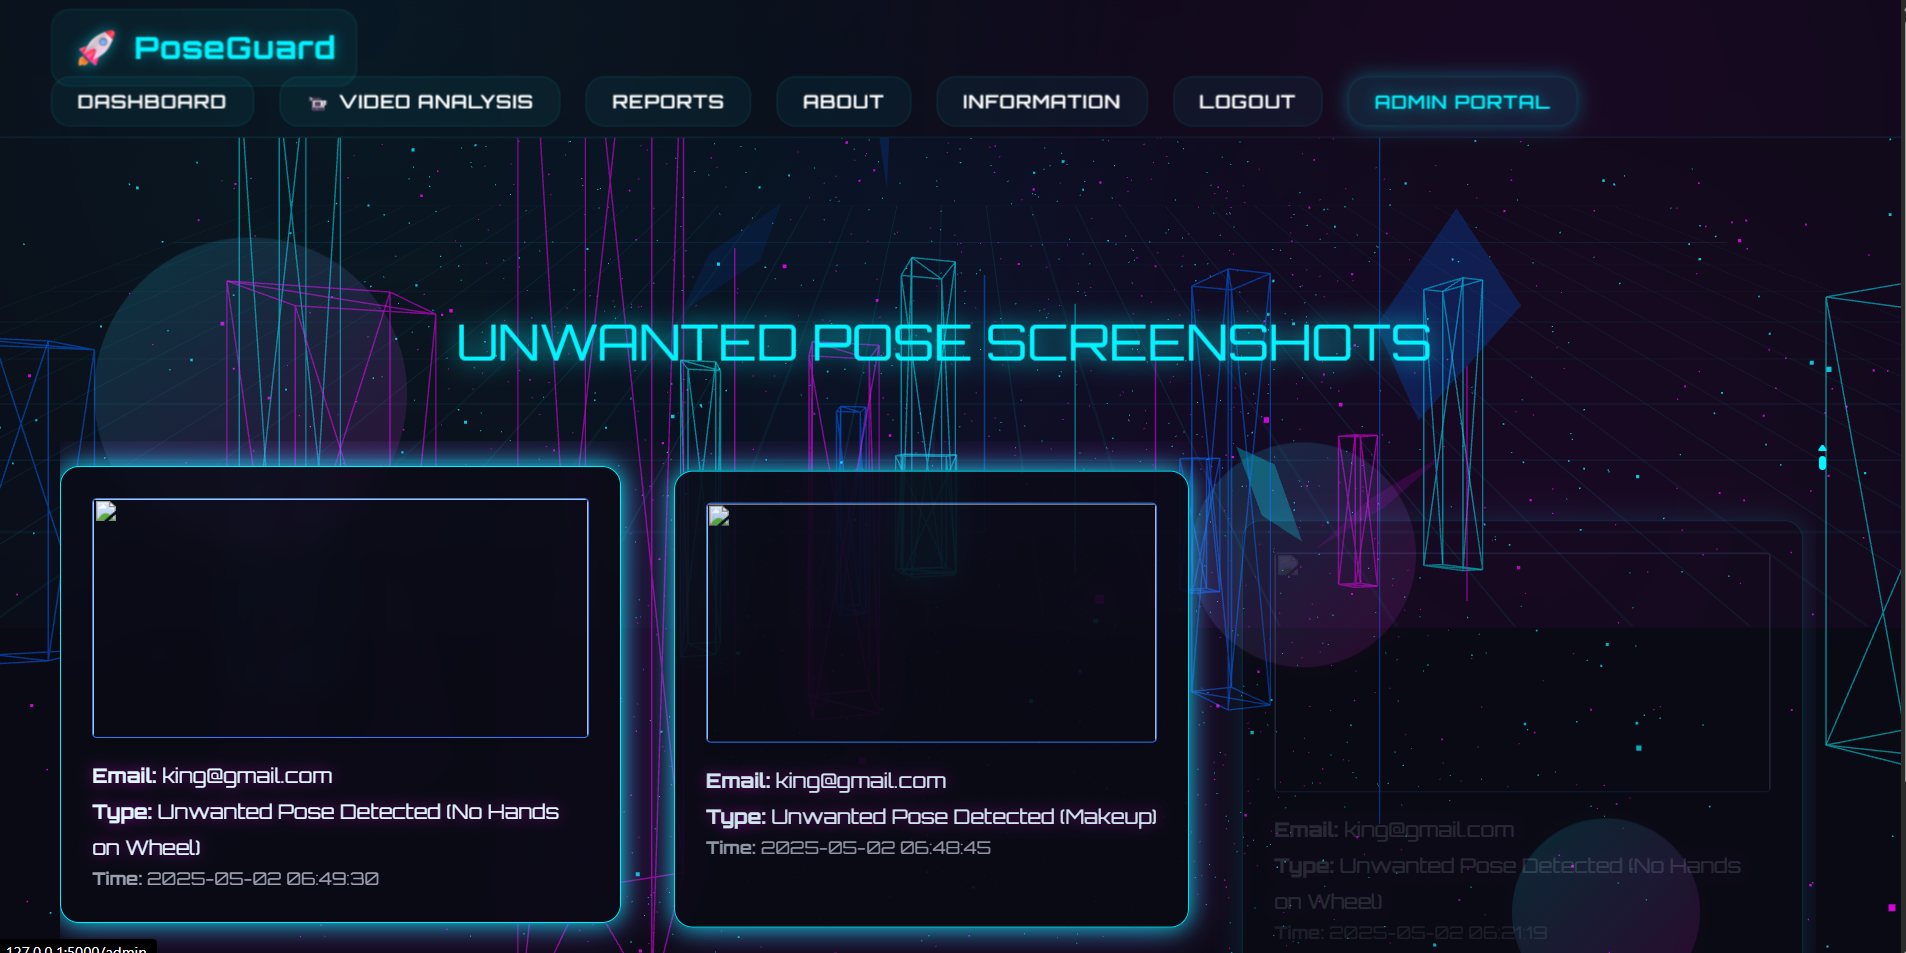 PoseGuard
DASHBOARD
VIDEO ANALYSIS
REPORTS
ABOUT
INFORMATION
LOGOUT
ADMIN PORTAL
UNWANTED POSE SCREENSHOTS
Email: king@gmail.com
Type: Unwanted Pose Detected (No Hands
on Wheel)
Time: 2025-05-02 06:49:30
Email: king@gmail.com
Type: Unwanted Pose Detected (Makeup)
Time: 2025-05-02 06:48:45
Email: king@gmail.com
Type: Unwanted Pose Detected (No Hands
on Wheel)
Time: 2025-05-02 06:21:19
127.0.0.1:5000/admin